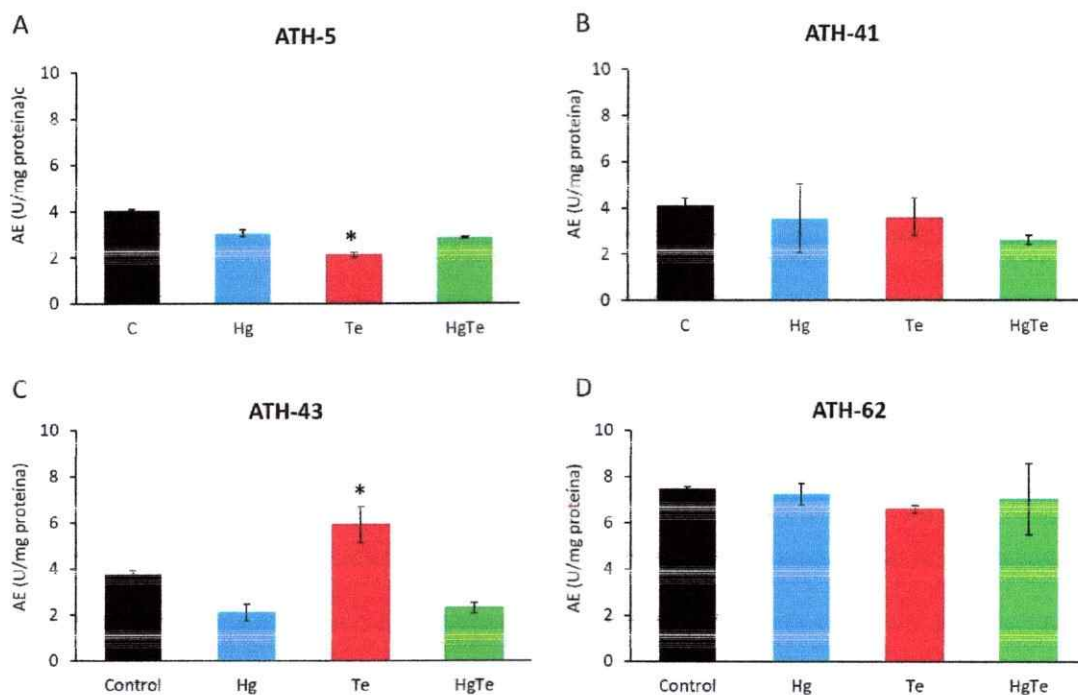 A
ATH-5
AE (U/mg proteina)c
10
8
6
4
2
0
*
C Hg Te HgTe
B
ATH-41
AE (U/mg proteina)
10
8
6
4
2
0
C Hg Te HgTe
C
ATH-43
AE (U/mg proteina)
10
8
6
4
2
0
*
Control Hg Te HgTe
D
ATH-62
AE (U/mg proteina)
10
8
6
4
2
0
Control Hg Te HgTe